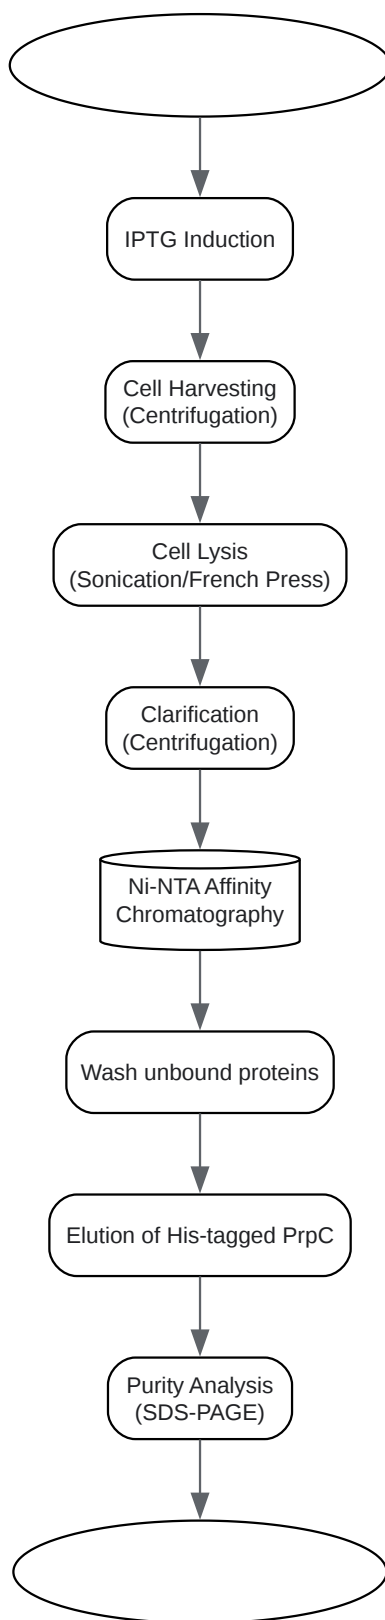 IPTG Induction
Cell Harvesting
(Centrifugation)
Cell Lysis
(Sonication/French Press)
Clarification
(Centrifugation)
Ni-NTA Affinity
Chromatography
Wash unbound proteins
Elution of His-tagged PrpC
Purity Analysis
(SDS-PAGE)